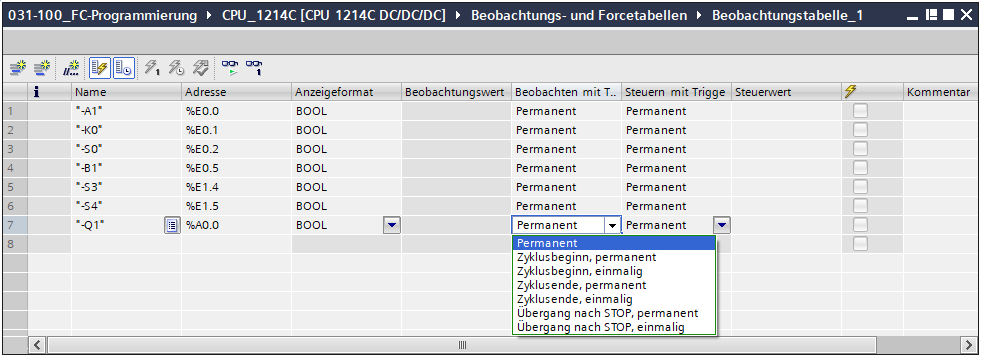 031-100_FC-Programmierung ▸ CPU_1214C [CPU 1214C DC/DC/DC] ▸ Beobachtungs- und Forcetabellen ▸ Beobachtungstabelle_1
i Name Adresse Anzeigeformat Beobachtungswert Beobachten mit T.. Steuern mit Trigge Steuerwert Kommentar
1 "-A1" %E0.0 BOOL Permanent Permanent
2 "-K0" %E0.1 BOOL Permanent Permanent
3 "-S0" %E0.2 BOOL Permanent Permanent
4 "-B1" %E0.5 BOOL Permanent Permanent
5 "-S3" %E1.4 BOOL Permanent Permanent
6 "-S4" %E1.5 BOOL Permanent Permanent
7 "-Q1" %A0.0 BOOL Permanent Permanent
8
Permanent
Zyklusbeginn, permanent
Zyklusbeginn, einmalig
Zyklusende, permanent
Zyklusende, einmalig
Übergang nach STOP, permanent
Übergang nach STOP, einmalig